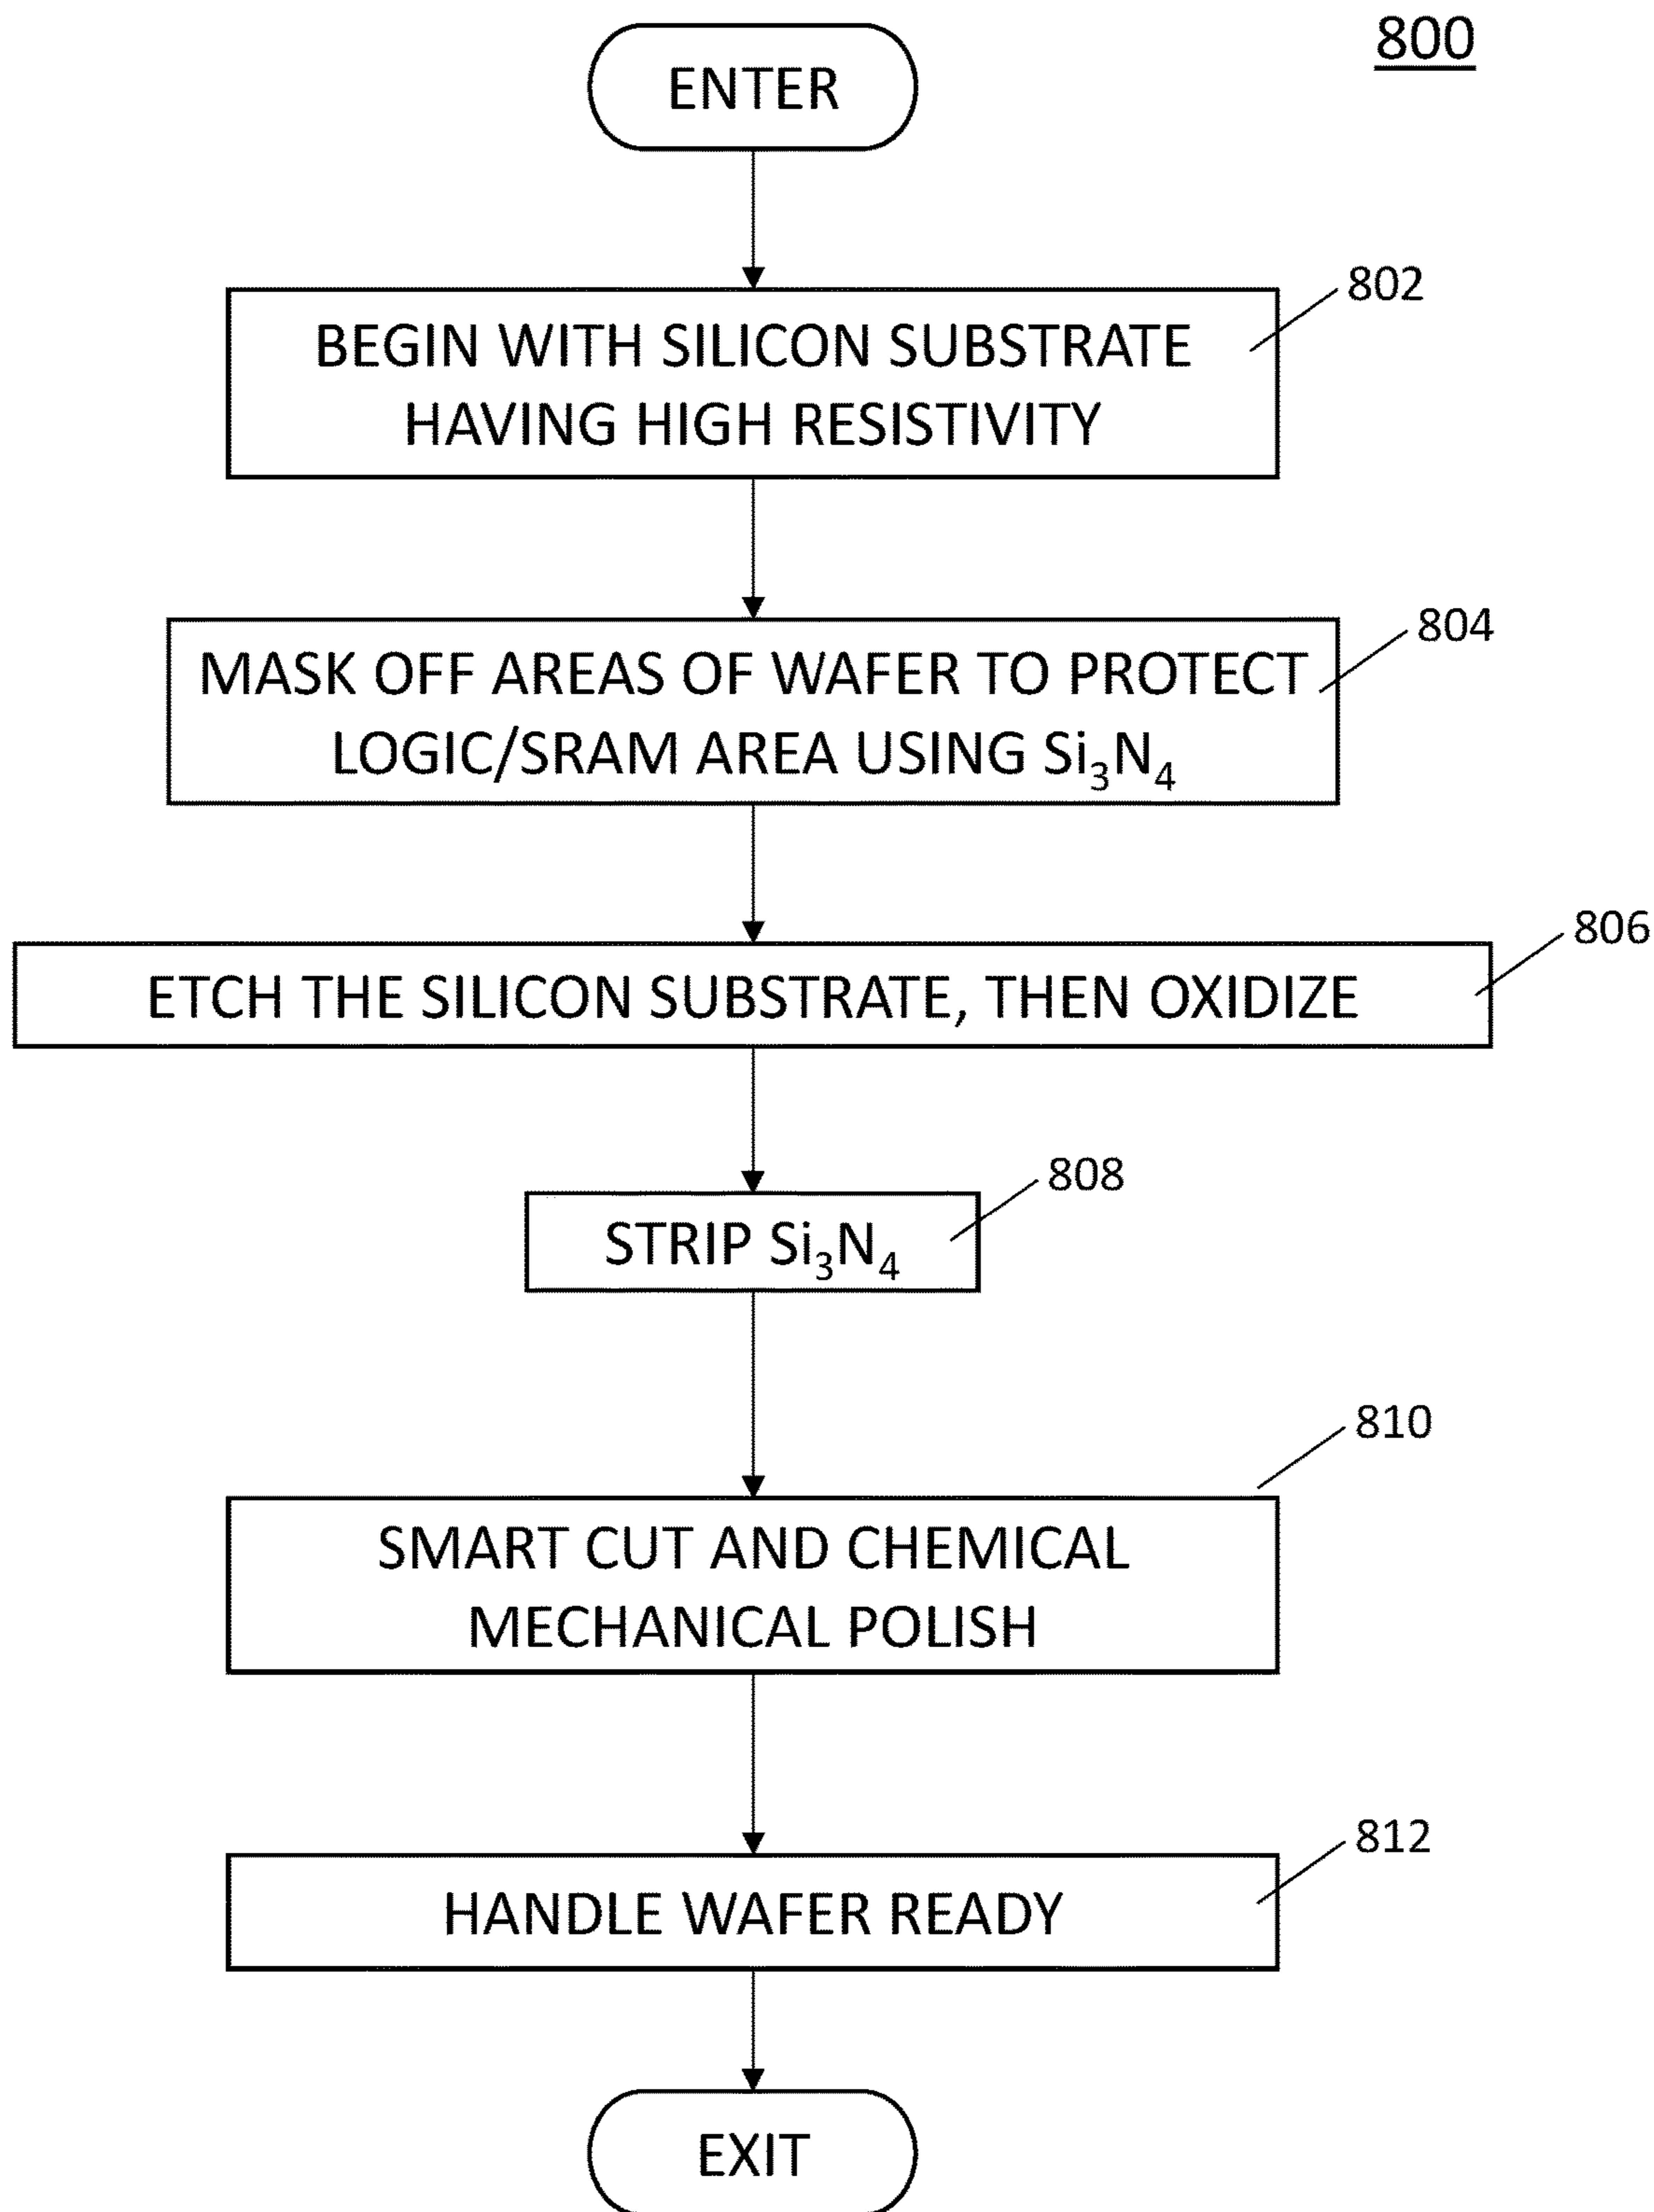 800
ENTER
802
BEGIN WITH SILICON SUBSTRATE
HAVING HIGH RESISTIVITY
804
MASK OFF AREAS OF WAFER TO PROTECT
LOGIC/SRAM AREA USING Si₃N₄
806
ETCH THE SILICON SUBSTRATE, THEN OXIDIZE
808
STRIP Si₃N₄
810
SMART CUT AND CHEMICAL
MECHANICAL POLISH
812
HANDLE WAFER READY
EXIT